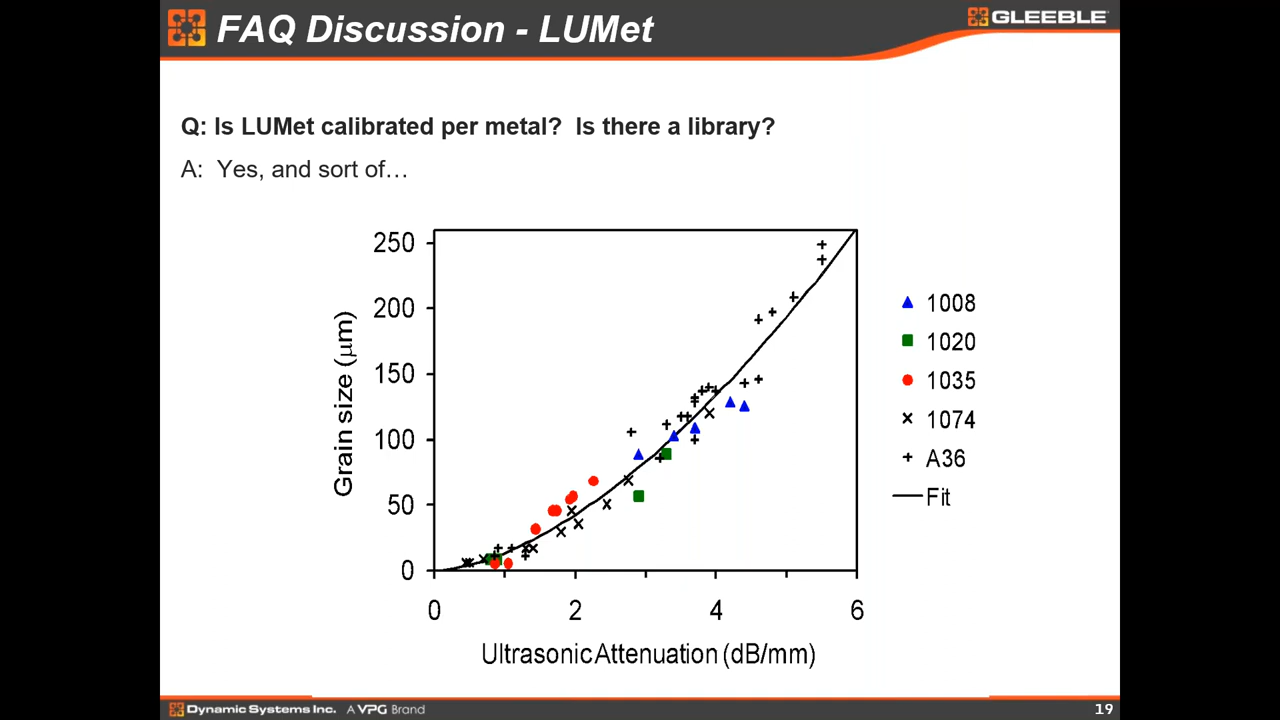 FAQ Discussion - LUMet
GLEEBLE
Q: Is LUMet calibrated per metal? Is there a library?
A: Yes, and sort of…
250
200
150
100
50
0
Grain size (μm)
0 2 4 6
Ultrasonic Attenuation (dB/mm)
1008
1020
1035
1074
A36
Fit
Dynamic Systems Inc. A VPG Brand
19